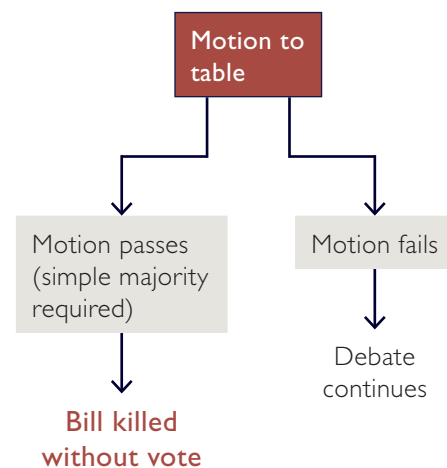 Motion to
table
Motion passes
(simple majority
required)
Motion fails
Debate
continues
Bill killed
without vote